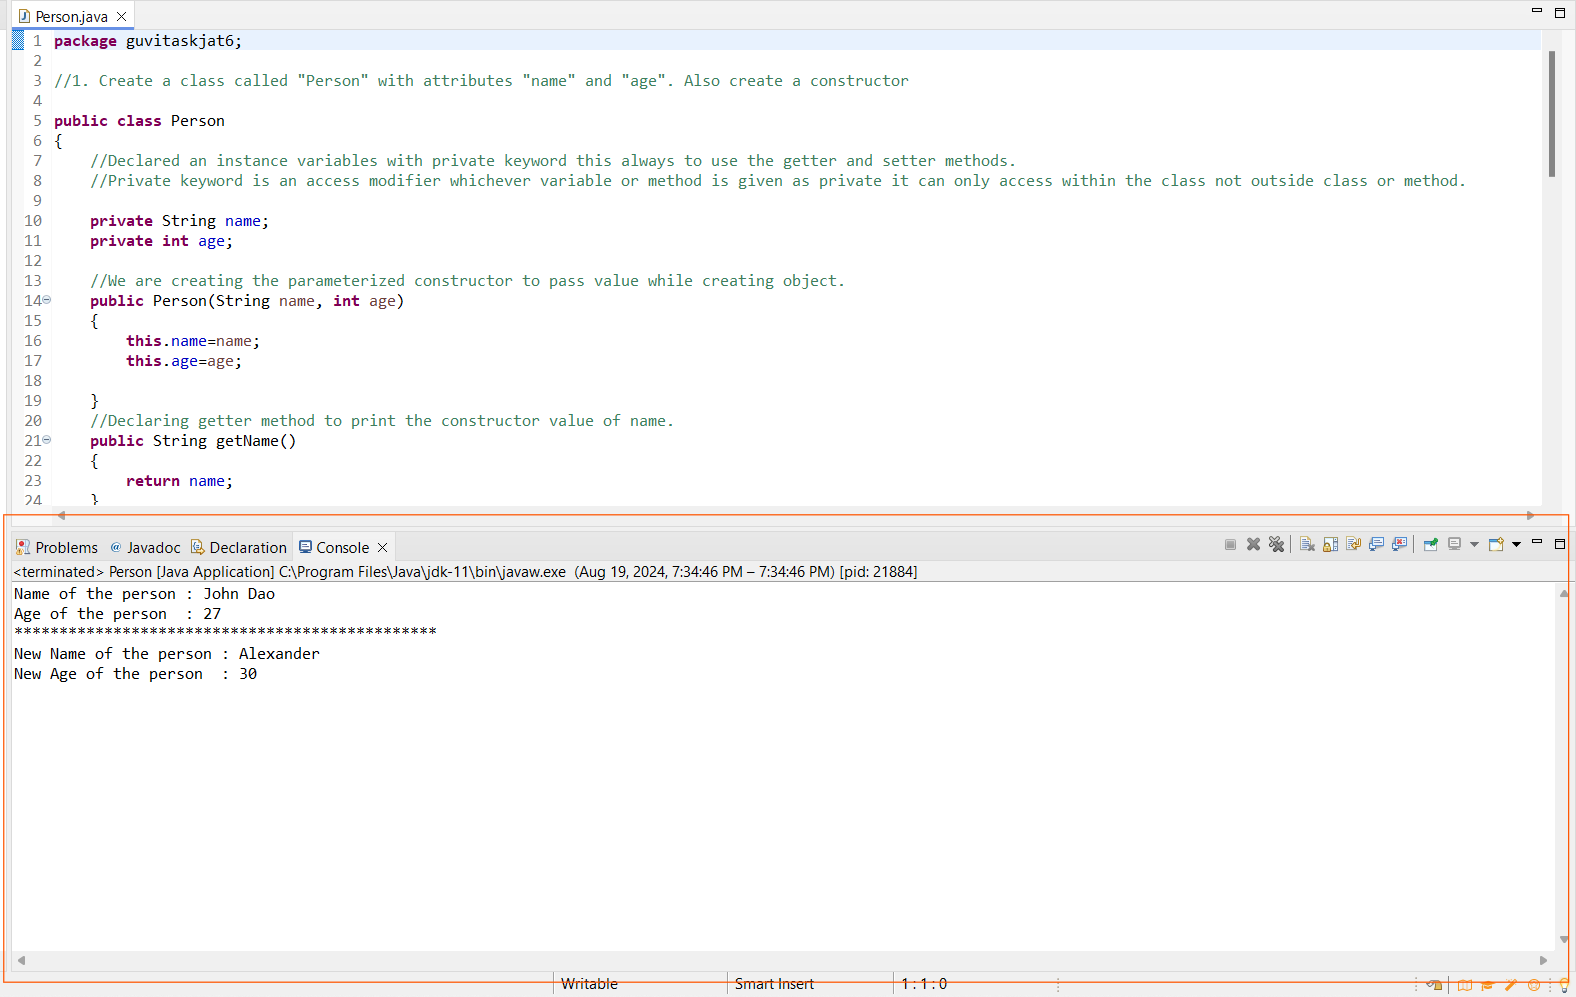 Person.java
1 package guvitaskjat6;
2
3 //1. Create a class called "Person" with attributes "name" and "age". Also create a constructor
4
5 public class Person
6 {
7     //Declared an instance variables with private keyword this always to use the getter and setter methods.
8     //Private keyword is an access modifier whichever variable or method is given as private it can only access within the class not outside class or method.
9
10     private String name;
11     private int age;
12
13     //We are creating the parameterized constructor to pass value while creating object.
14     public Person(String name, int age)
15     {
16         this.name=name;
17         this.age=age;
18
19     }
20     //Declaring getter method to print the constructor value of name.
21     public String getName()
22     {
23         return name;
24     }
Problems @ Javadoc Declaration Console
<terminated> Person [Java Application] C:\Program Files\Java\jdk-11\bin\javaw.exe (Aug 19, 2024, 7:34:46 PM – 7:34:46 PM) [pid: 21884]
Name of the person : John Dao
Age of the person  : 27
***********************************************
New Name of the person : Alexander
New Age of the person  : 30
Writable Smart Insert 1 : 1 : 0